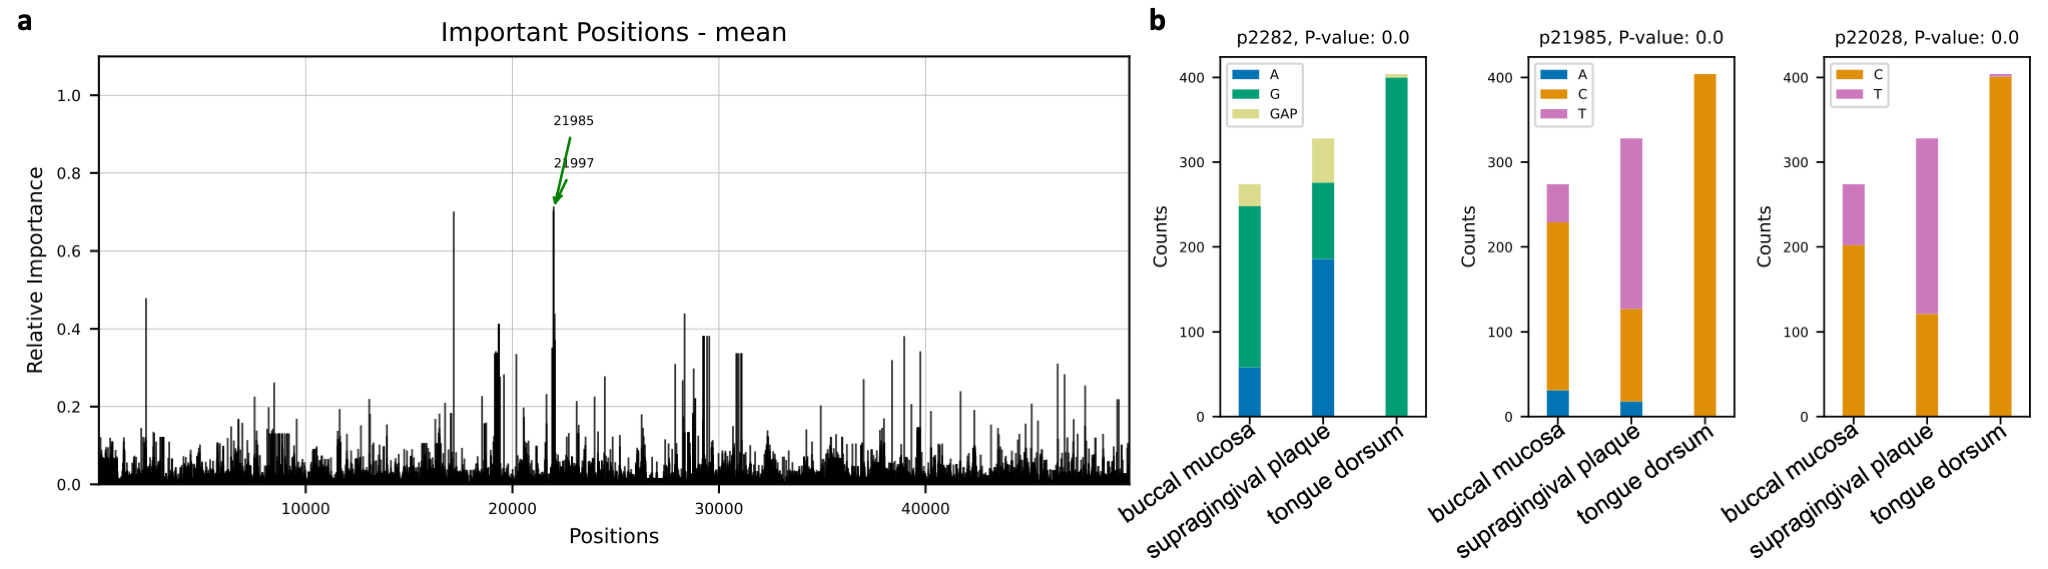 a
Important Positions - mean
Relative Importance
1.0
0.8
0.6
0.4
0.2
0.0
21985
21997
10000
20000
30000
40000
Positions
b
p2282, P-value: 0.0
A
G
GAP
Counts
400
300
200
100
0
buccal mucosa
supragingival plaque
tongue dorsum
p21985, P-value: 0.0
A
C
T
Counts
400
300
200
100
0
buccal mucosa
supragingival plaque
tongue dorsum
p22028, P-value: 0.0
C
T
Counts
400
300
200
100
0
buccal mucosa
supragingival plaque
tongue dorsum